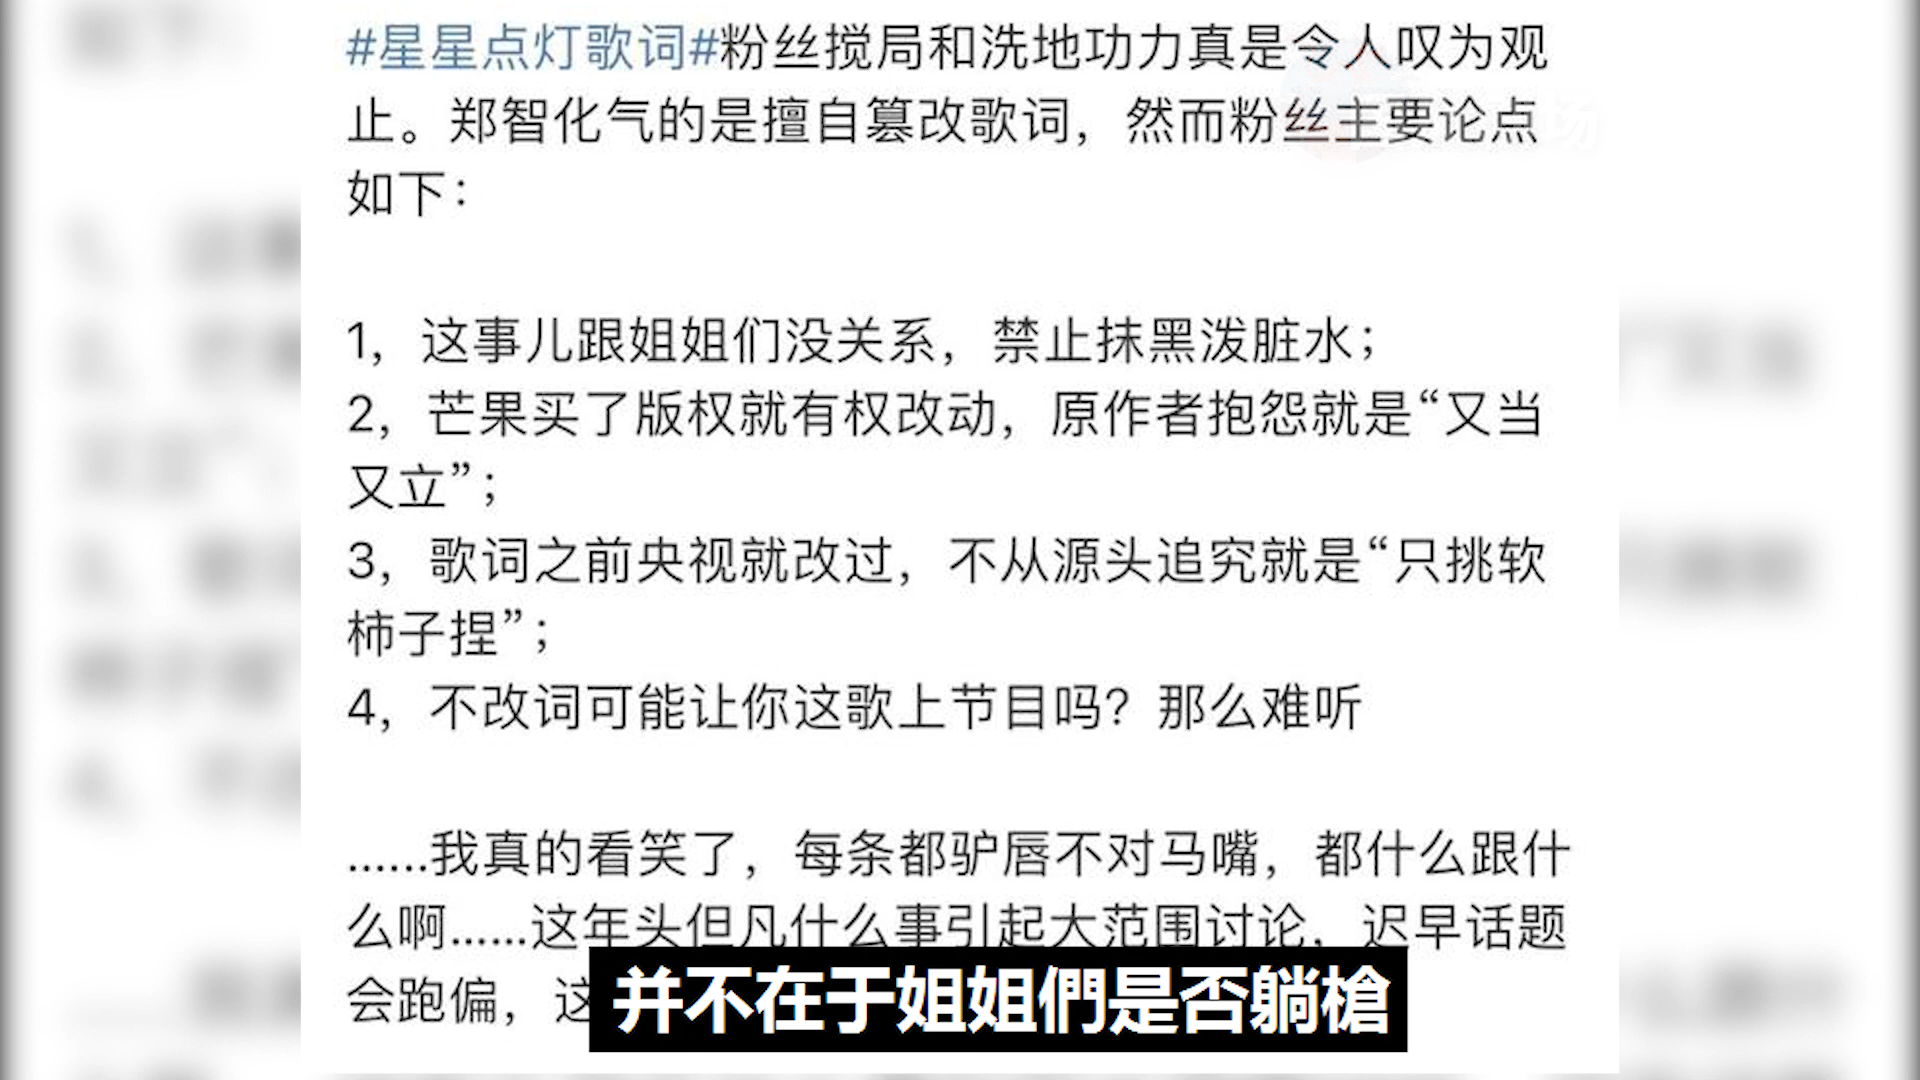 #星星点灯歌词#粉丝搅局和洗地功力真是令人叹为观
止。郑智化气的是擅自篡改歌词，然而粉丝主要论点
如下：
1，这事儿跟姐姐们没关系，禁止抹黑泼脏水；
2，芒果买了版权就有权改动，原作者抱怨就是“又当
又立”；
3，歌词之前央视就改过，不从源头追究就是“只挑软
柿子捏”；
4，不改词可能让你这歌上节目吗？那么难听
……我真的看笑了，每条都驴唇不对马嘴，都什么跟什
么啊……这年头但凡什么事引起大范围讨论，迟早话题
会跑偏，这
并不在于姐姐們是否躺槍